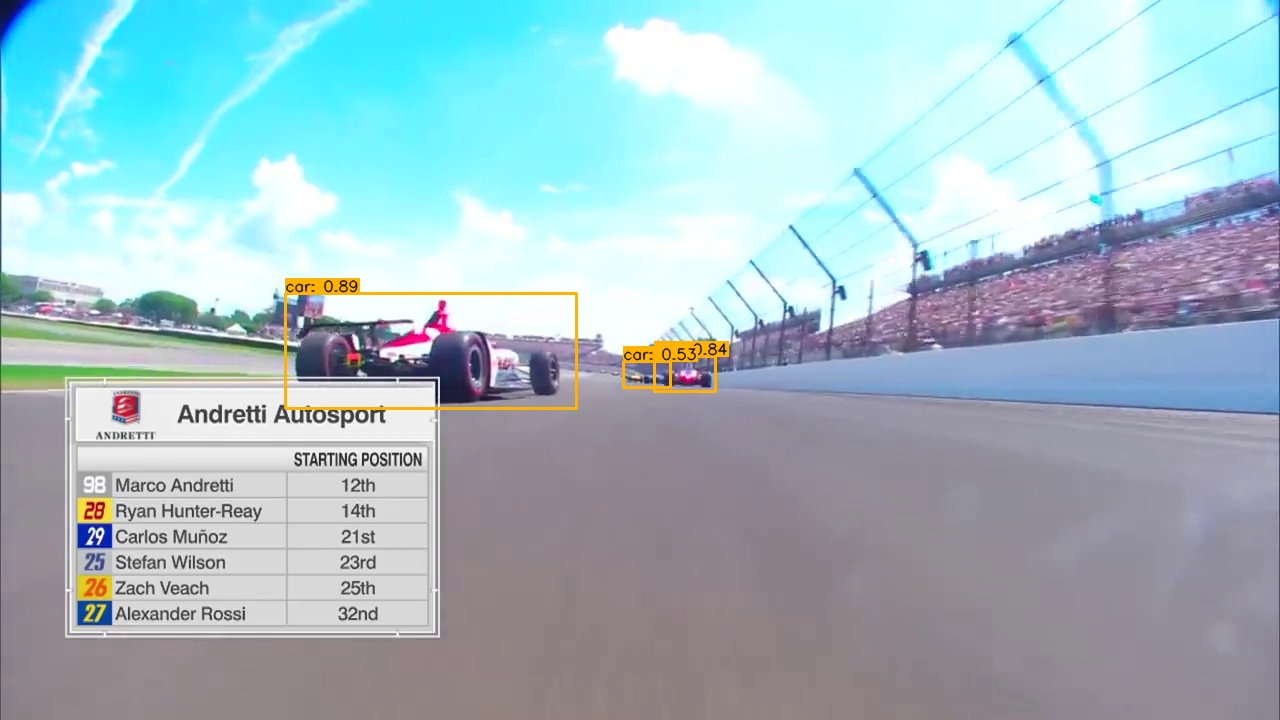 car: 0.89
car: 0.53
0.84
ANDRETTI
Andretti Autosport
STARTING POSITION
98 Marco Andretti 12th
28 Ryan Hunter-Reay 14th
29 Carlos Muñoz 21st
25 Stefan Wilson 23rd
26 Zach Veach 25th
27 Alexander Rossi 32nd